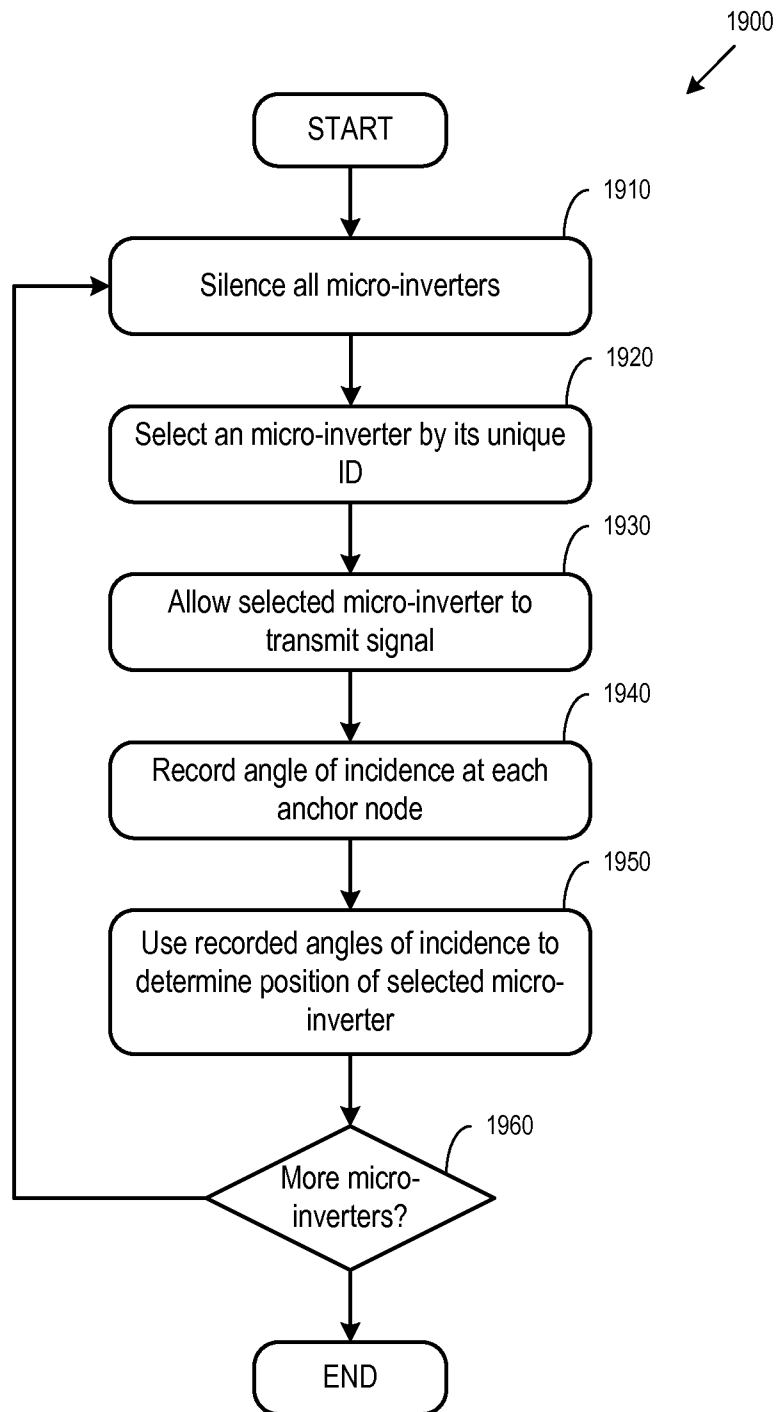 1900
START
1910
Silence all micro-inverters
1920
Select an micro-inverter by its unique
ID
1930
Allow selected micro-inverter to
transmit signal
1940
Record angle of incidence at each
anchor node
1950
Use recorded angles of incidence to
determine position of selected micro-
inverter
1960
More micro-
inverters?
END